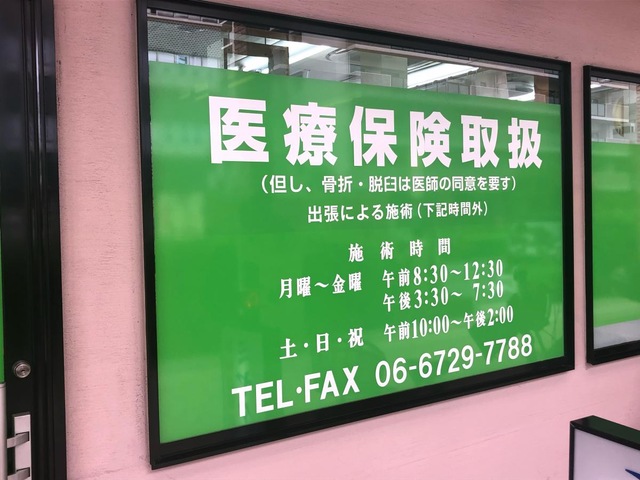 医療保険取扱
（但し、骨折・脱臼は医師の同意を要す）
出張による施術（下記時間外）
施術時間
月曜～金曜 午前8:30～12:30
午後3:30～ 7:30
土・日・祝 午前10:00～午後2:00
TEL・FAX 06-6729-7788